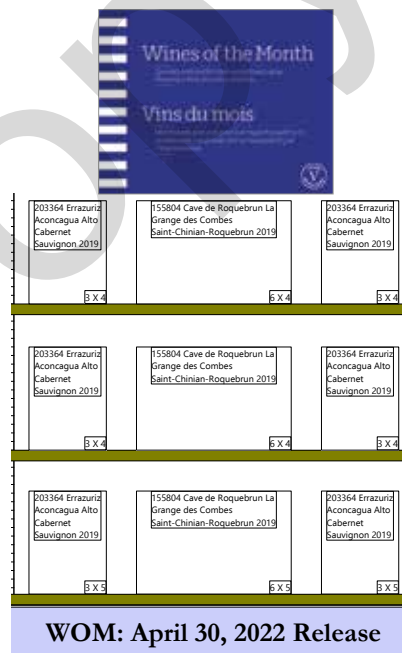 Wines of the Month
Vins du mois
V
203364 Errazuriz
Aconcagua Alto
Cabernet
Sauvignon 2019
3 X 4
155804 Cave de Roquebrun La
Grange des Combes
Saint-Chinian-Roquebrun 2019
6 X 4
203364 Errazuriz
Aconcagua Alto
Cabernet
Sauvignon 2019
3 X 4
203364 Errazuriz
Aconcagua Alto
Cabernet
Sauvignon 2019
3 X 4
155804 Cave de Roquebrun La
Grange des Combes
Saint-Chinian-Roquebrun 2019
6 X 4
203364 Errazuriz
Aconcagua Alto
Cabernet
Sauvignon 2019
3 X 4
203364 Errazuriz
Aconcagua Alto
Cabernet
Sauvignon 2019
3 X 5
155804 Cave de Roquebrun La
Grange des Combes
Saint-Chinian-Roquebrun 2019
6 X 5
203364 Errazuriz
Aconcagua Alto
Cabernet
Sauvignon 2019
3 X 5
WOM: April 30, 2022 Release